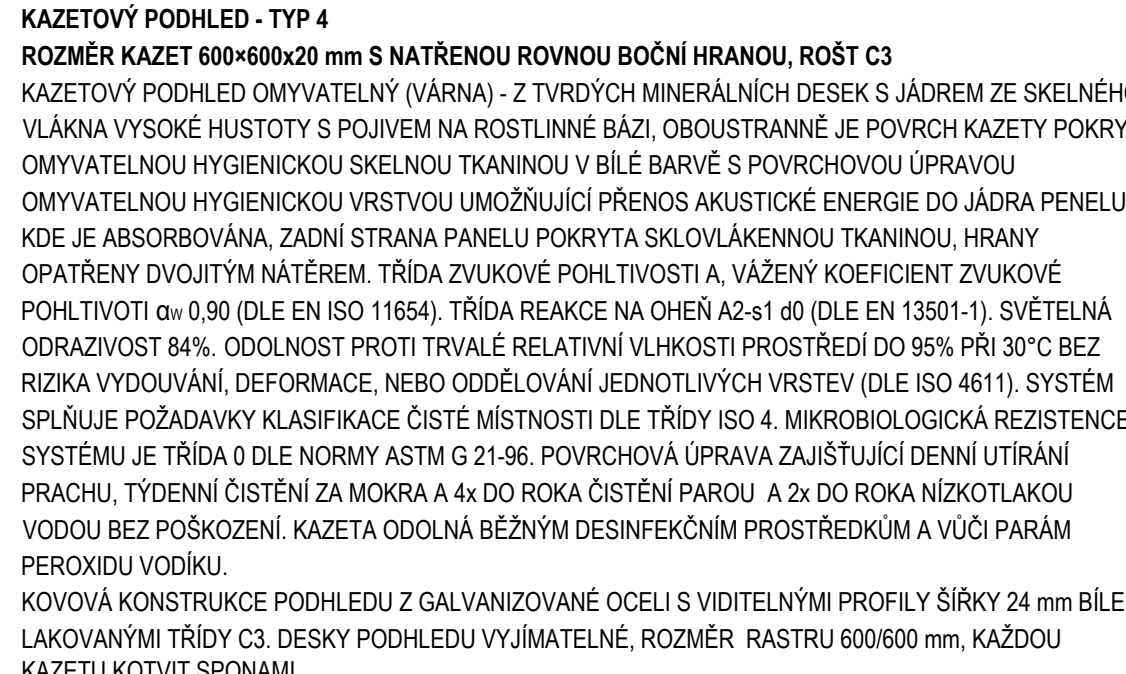 KAZETOVÝ PODHLED - TYP 4
ROZMĚR KAZET 600×600x20 mm S NATŘENOU ROVNOU BOČNÍ HRANOU, ROŠT C3
KAZETOVÝ PODHLED OMYVATELNÝ (VÁRNA) - Z TVRDÝCH MINERÁLNÍCH DESEK S JÁDREM ZE SKELNÉHO
VLÁKNA VYSOKÉ HUSTOTY S POJIVEM NA ROSTLINNÉ BÁZI, OBOUSTRANNĚ JE POVRCH KAZETY POKRY
OMYVATELNOU HYGIENICKOU SKELNOU TKANINOU V BÍLÉ BARVĚ S POVRCHOVOU ÚPRAVOU
OMYVATELNOU HYGIENICKOU VRSTVOU UMOŽŇUJÍCÍ PŘENOS AKUSTICKÉ ENERGIE DO JÁDRA PENELU
KDE JE ABSORBOVÁNA, ZADNÍ STRANA PANELU POKRYTA SKLOVLÁKENNOU TKANINOU, HRANY
OPATŘENY DVOJITÝM NÁTĚREM. TŘÍDA ZVUKOVÉ POHLTIVOSTI A, VÁŽENÝ KOEFICIENT ZVUKOVÉ
POHLTIVOTI αw 0,90 (DLE EN ISO 11654). TŘÍDA REAKCE NA OHEŇ A2-s1 d0 (DLE EN 13501-1). SVĚTELNÁ
ODRAZIVOST 84%. ODOLNOST PROTI TRVALÉ RELATIVNÍ VLHKOSTI PROSTŘEDÍ DO 95% PŘI 30°C BEZ
RIZIKA VYDOUVÁNÍ, DEFORMACE, NEBO ODDĚLOVÁNÍ JEDNOTLIVÝCH VRSTEV (DLE ISO 4611). SYSTÉM
SPLŇUJE POŽADAVKY KLASIFIKACE ČISTÉ MÍSTNOSTI DLE TŘÍDY ISO 4. MIKROBIOLOGICKÁ REZISTENCE
SYSTÉMU JE TŘÍDA 0 DLE NORMY ASTM G 21-96. POVRCHOVÁ ÚPRAVA ZAJIŠŤUJÍCÍ DENNÍ UTÍRÁNÍ
PRACHU, TÝDENNÍ ČISTĚNÍ ZA MOKRA A 4x DO ROKA ČISTĚNÍ PAROU A 2x DO ROKA NÍZKOTLAKOU
VODOU BEZ POŠKOZENÍ. KAZETA ODOLNÁ BĚŽNÝM DESINFEKČNÍM PROSTŘEDKŮM A VŮČI PARÁM
PEROXIDU VODÍKU.
KOVOVÁ KONSTRUKCE PODHLEDU Z GALVANIZOVANÉ OCELI S VIDITELNÝMI PROFILY ŠÍŘKY 24 mm BÍLE
LAKOVANÝMI TŘÍDY C3. DESKY PODHLEDU VYJÍMATELNÉ, ROZMĚR RASTRU 600/600 mm, KAŽDOU
KAZETU KOTVIT SPONAMI